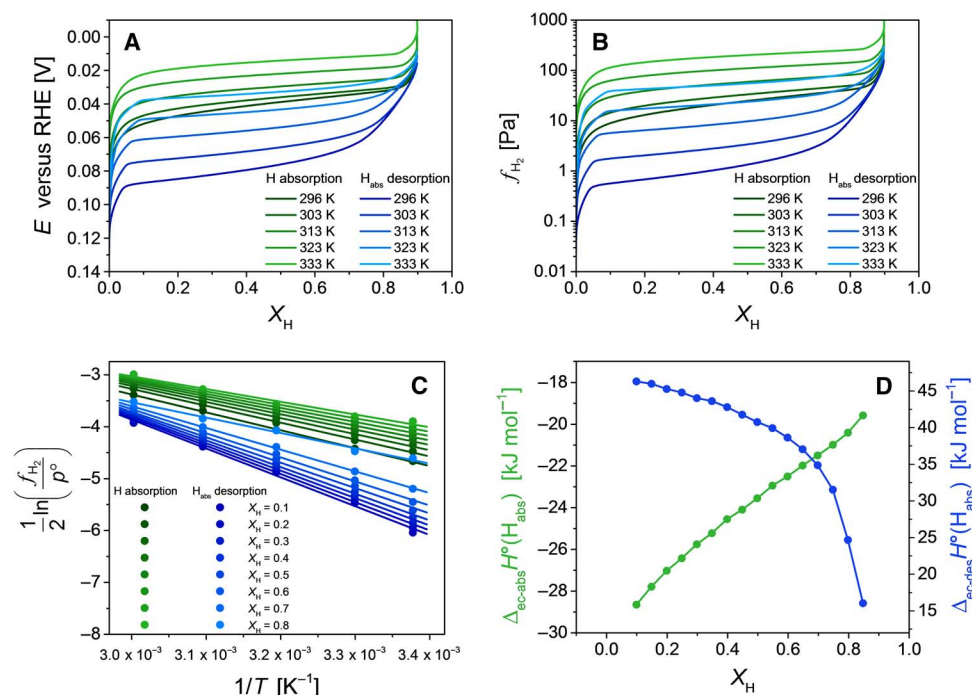 A
E versus RHE [V]
0.00
0.02
0.04
0.06
0.08
0.10
0.12
0.14
0.0 0.2 0.4 0.6 0.8 1.0
X_H
H absorption H_abs desorption
296 K 296 K
303 K 303 K
313 K 313 K
323 K 323 K
333 K 333 K
B
f_H₂ [Pa]
1000
100
10
1
0.1
0.01
0.0 0.2 0.4 0.6 0.8 1.0
X_H
H absorption H_abs desorption
296 K 296 K
303 K 303 K
313 K 313 K
323 K 323 K
333 K 333 K
C
1/2 ln(f_H₂/p°)
−3
−4
−5
−6
−7
−8
3.0 x 10⁻³ 3.1 x 10⁻³ 3.2 x 10⁻³ 3.3 x 10⁻³ 3.4 x 10⁻³
1/T [K⁻¹]
H absorption H_abs desorption
X_H = 0.1
X_H = 0.2
X_H = 0.3
X_H = 0.4
X_H = 0.5
X_H = 0.6
X_H = 0.7
X_H = 0.8
D
Δ_ec-abs H°(H_abs) [kJ mol⁻¹]
−18
−20
−22
−24
−26
−28
−30
0.0 0.2 0.4 0.6 0.8 1.0
X_H
45
40
35
30
25
20
15
Δ_ec-des H°(H_abs) [kJ mol⁻¹]